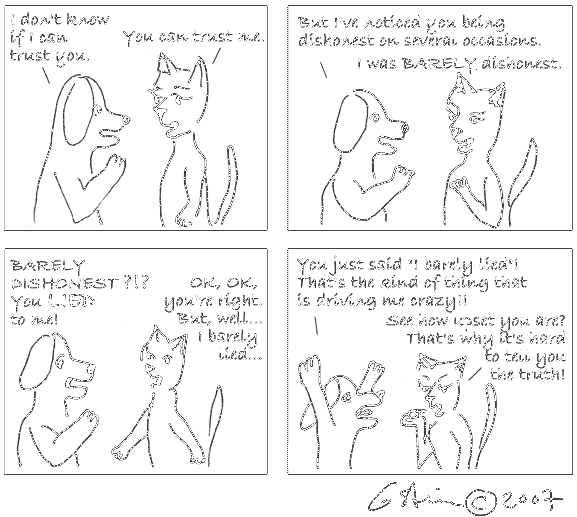 I don't know
if I can
trust you.
You can trust me.
But I've noticed you being
dishonest on several occasions.
I was BARELY dishonest.
BARELY
DISHONEST?!?
You LIED
to me!
OK, OK,
you're right.
But, well...
I barely
lied...
You just said "I barely lied"!
That's the kind of thing that
is driving me crazy!!
See how upset you are?
That's why it's hard
to tell you
the truth!
© 2007